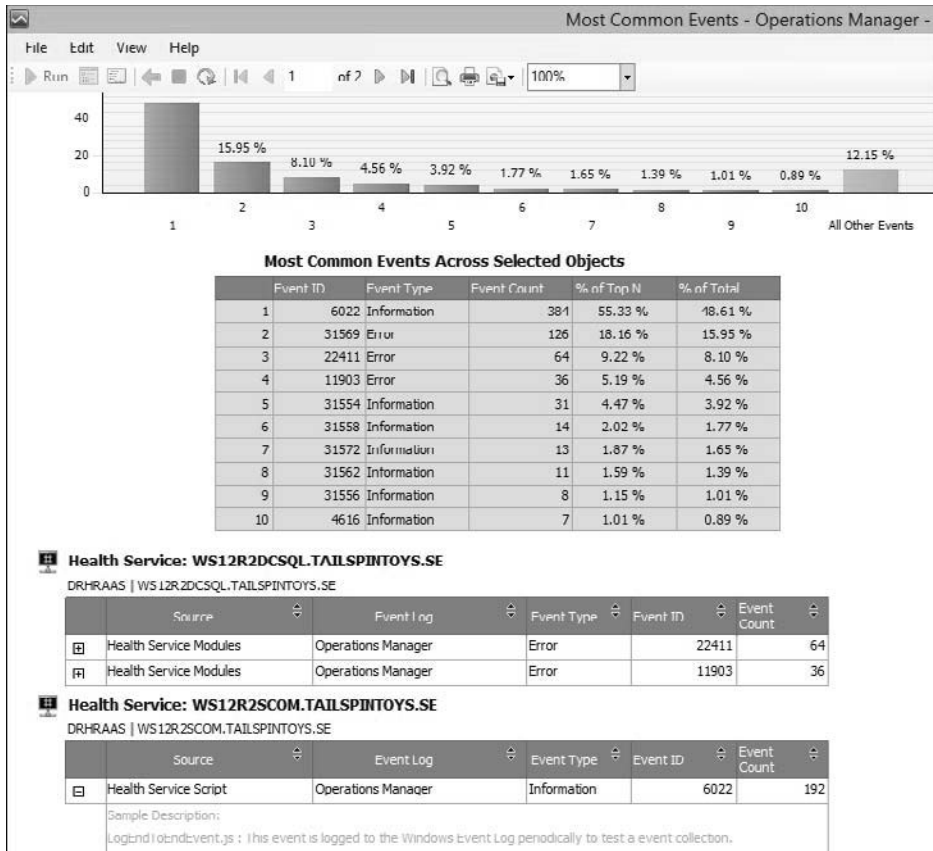 Most Common Events - Operations Manager -
File Edit View Help
Run 1 of 2 100%
40
20
0
15.95 % 8.10 % 4.56 % 3.92 % 1.77 % 1.65 % 1.39 % 1.01 % 0.89 % 12.15 %
1 2 3 4 5 6 7 8 9 10 All Other Events
Most Common Events Across Selected Objects
Event ID Event Type Event Count % of Top N % of Total
1 6022 Information 384 55.33 % 48.61 %
2 31569 Error 126 18.16 % 15.95 %
3 22411 Error 64 9.22 % 8.10 %
4 11903 Error 36 5.19 % 4.56 %
5 31554 Information 31 4.47 % 3.92 %
6 31558 Information 14 2.02 % 1.77 %
7 31572 Information 13 1.87 % 1.65 %
8 31562 Information 11 1.59 % 1.39 %
9 31556 Information 8 1.15 % 1.01 %
10 4616 Information 7 1.01 % 0.89 %
Health Service: WS12R2DCSQL.TAILSPINTOYS.SE
DRHRAAS | WS12R2DCSQL.TAILSPINTOYS.SE
Source Event Log Event Type Event ID Event Count
Health Service Modules Operations Manager Error 22411 64
Health Service Modules Operations Manager Error 11903 36
Health Service: WS12R2SCOM.TAILSPINTOYS.SE
DRHRAAS | WS12R2SCOM.TAILSPINTOYS.SE
Source Event Log Event Type Event ID Event Count
Health Service Script Operations Manager Information 6022 192
Sample Description:
LogEndToEndEvent.js : This event is logged to the Windows Event Log periodically to test a event collection.